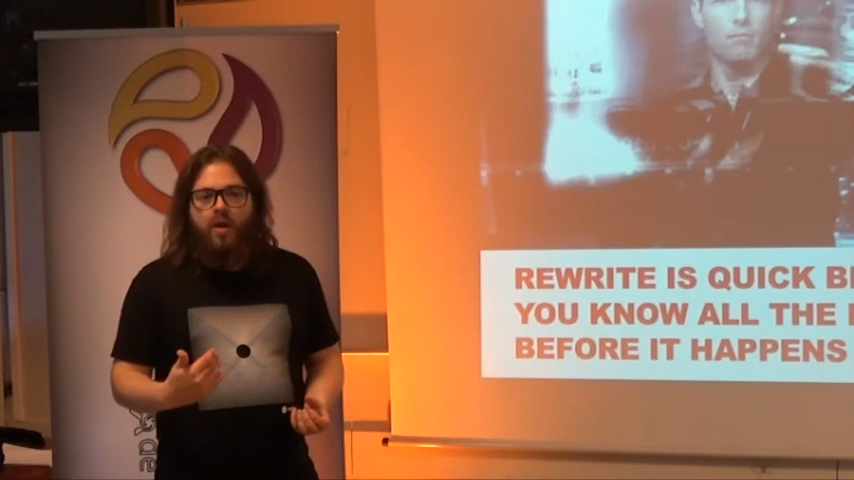 REWRITE IS QUICK
YOU KNOW ALL THE
BEFORE IT HAPPENS